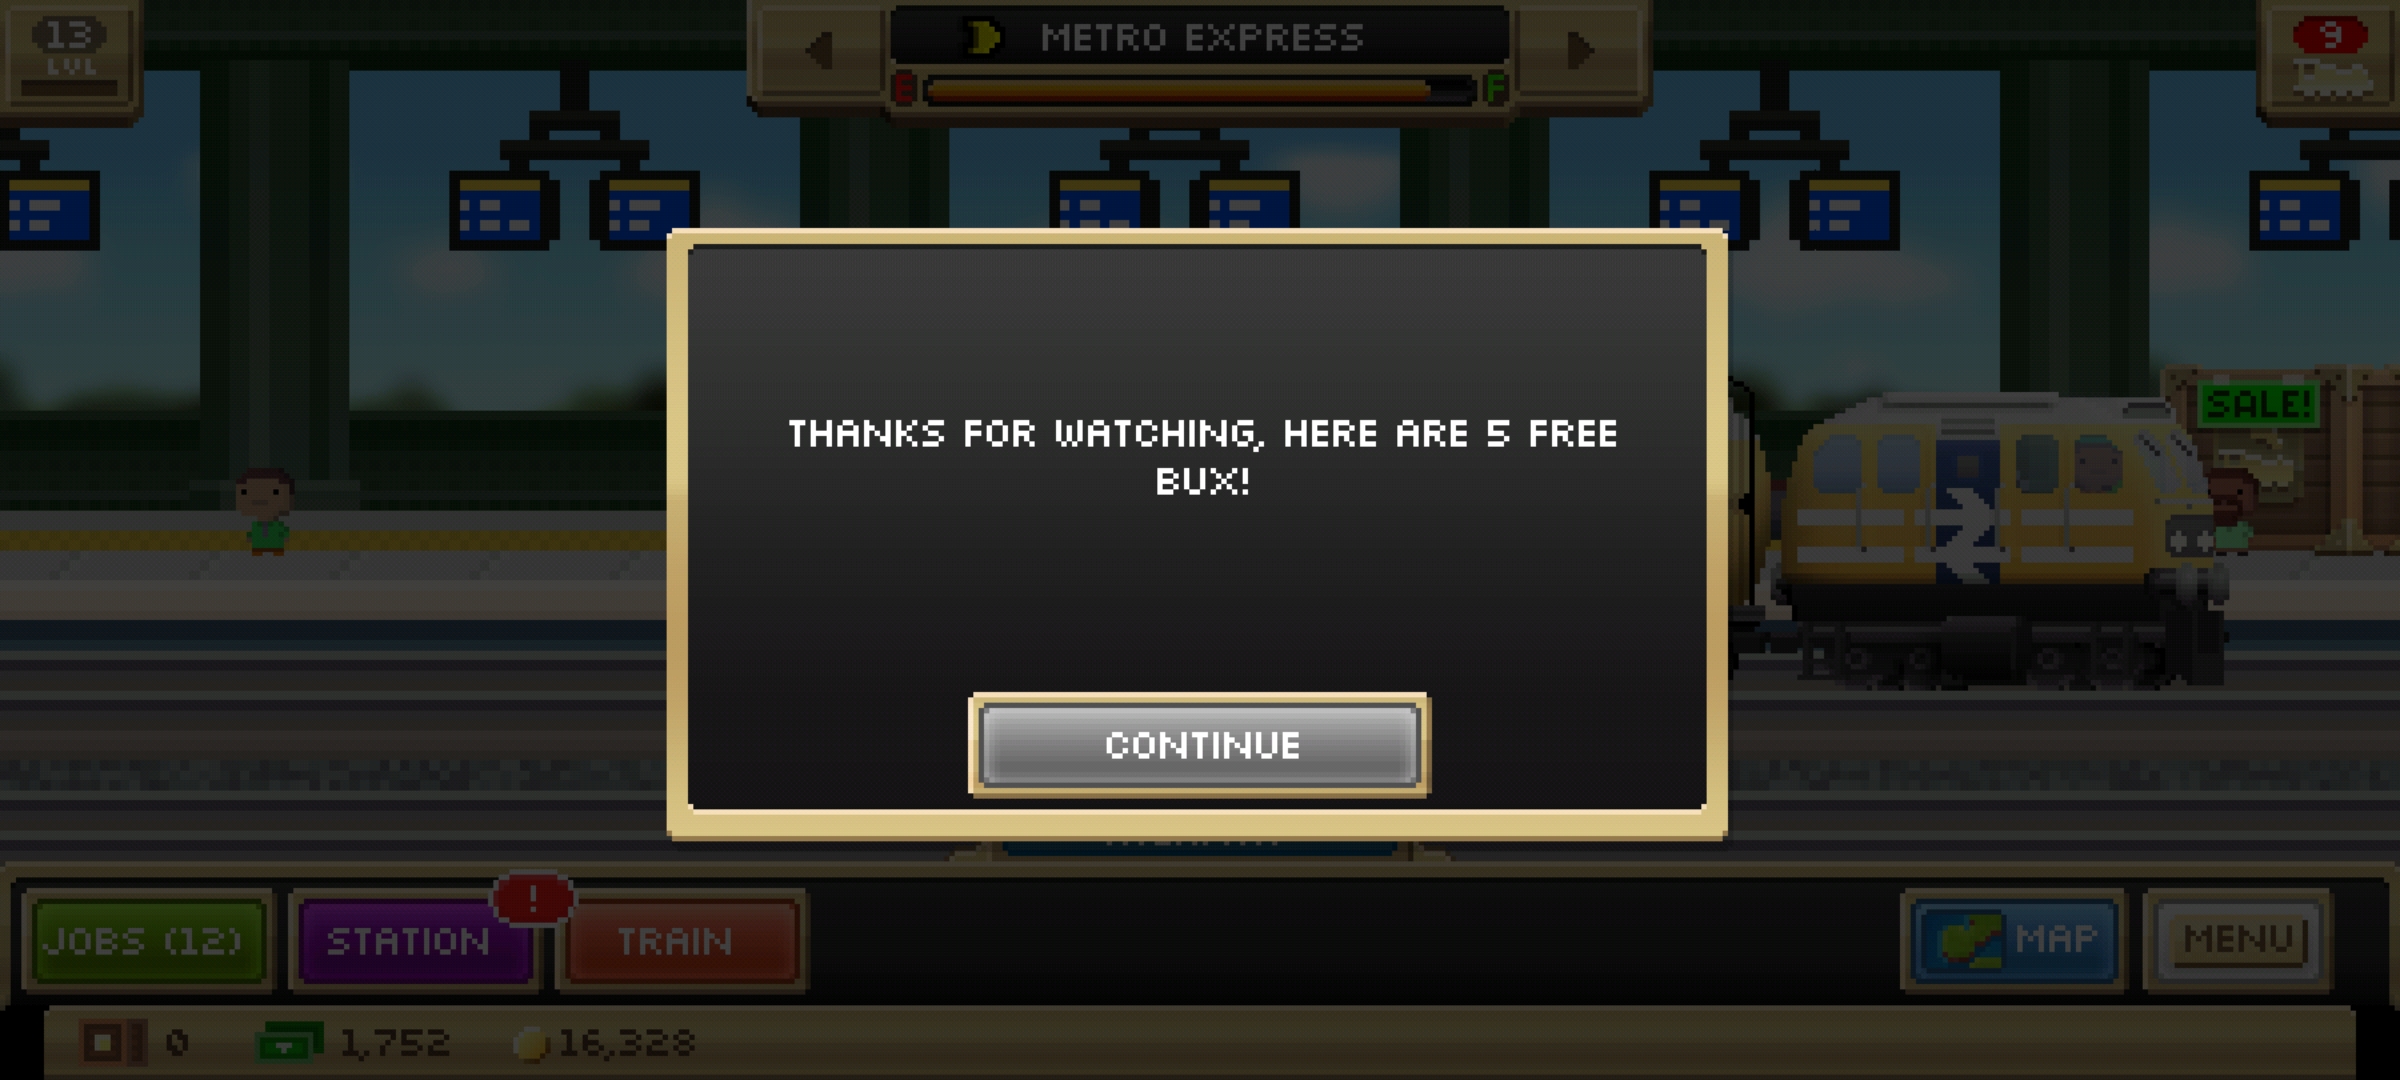 13
LVL
METRO EXPRESS
E
F
9
SALE!
THANKS FOR WATCHING, HERE ARE 5 FREE
BUX!
CONTINUE
JOBS (12)
STATION
!
TRAIN
MAP
MENU
0
1,752
16,328